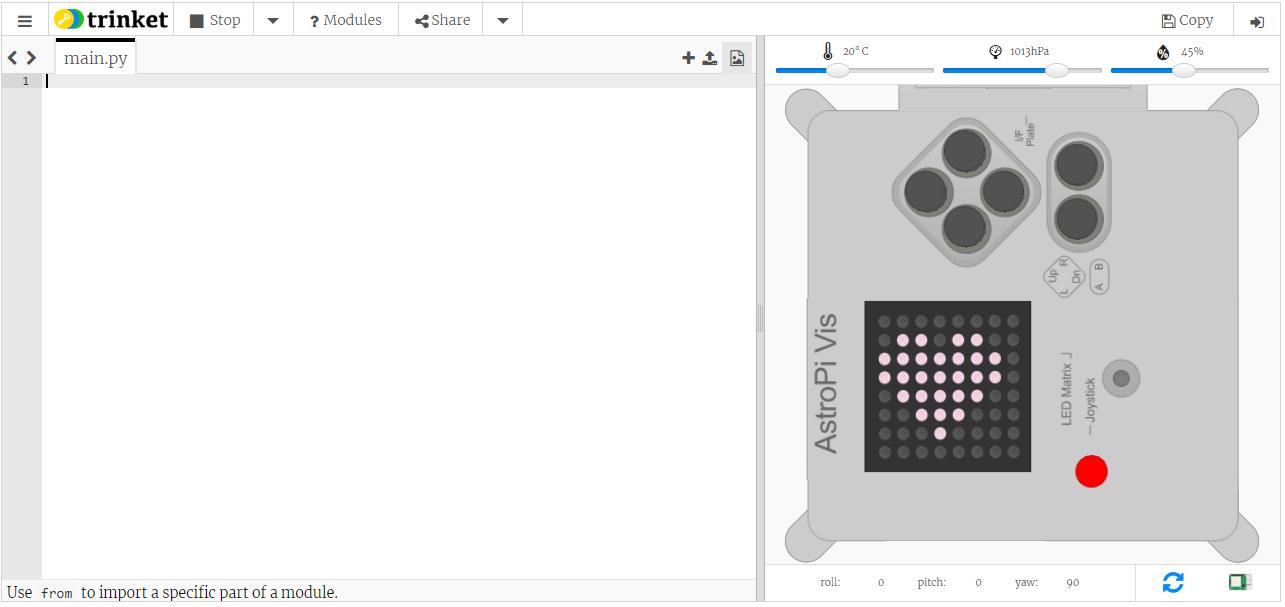 trinket Stop ? Modules Share Copy
main.py
20° C 1013hPa 45%
1
I/F
Plate
Up R
L Dn
A B
AstroPi Vis
LED Matrix
Joystick
Use from to import a specific part of a module.
roll: 0 pitch: 0 yaw: 90